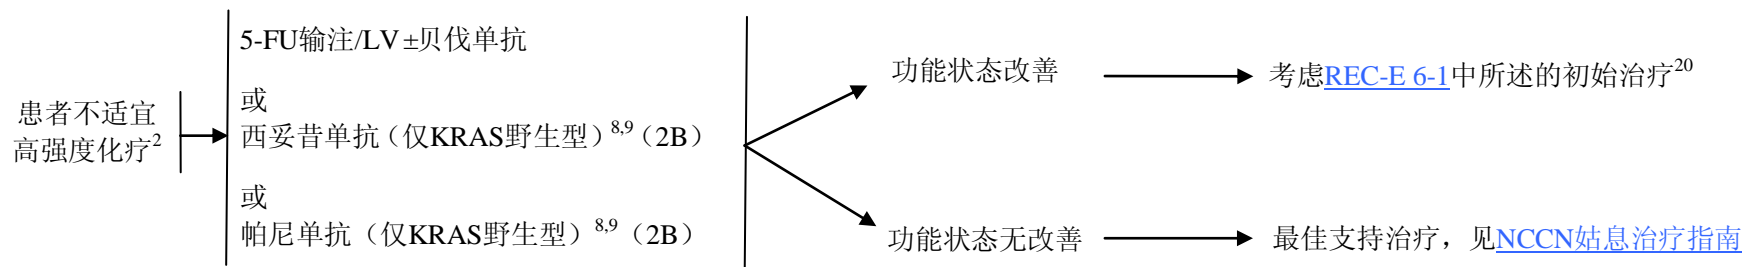 患者不适宜
高强度化疗2
5-FU输注/LV±贝伐单抗
或
西妥昔单抗（仅KRAS野生型）8,9（2B）
或
帕尼单抗（仅KRAS野生型）8,9（2B）
功能状态改善
考虑REC-E 6-1中所述的初始治疗20
功能状态无改善
最佳支持治疗，见NCCN姑息治疗指南